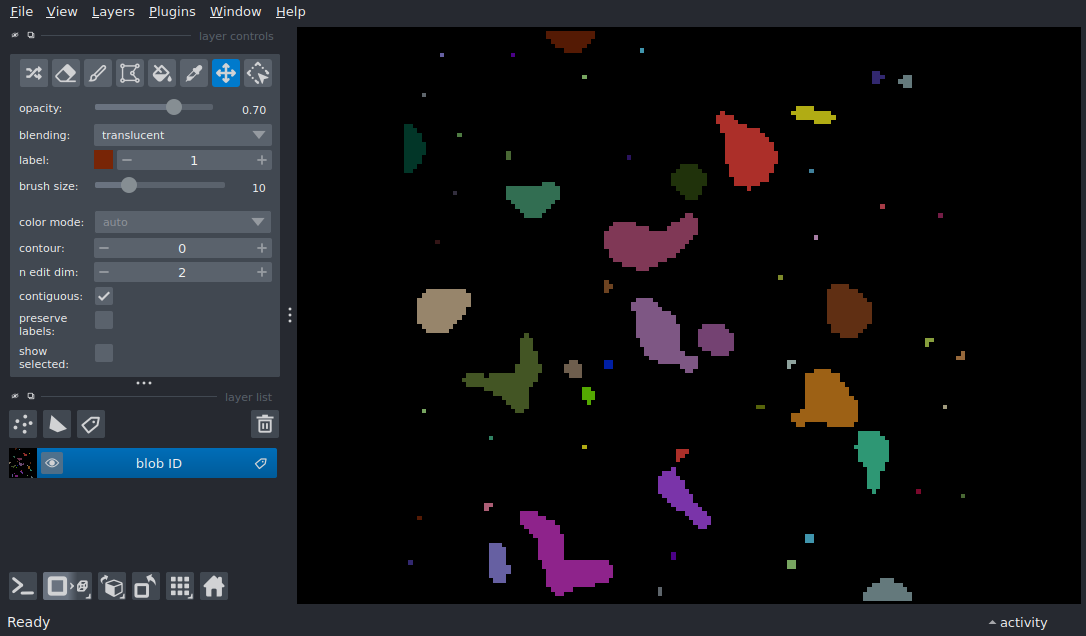 File View Layers Plugins Window Help
layer controls
opacity: 0.70
blending: translucent
label: 1
brush size: 10
color mode: auto
contour: 0
n edit dim: 2
contiguous:
preserve
labels:
show
selected:
layer list
blob ID
Ready
activity